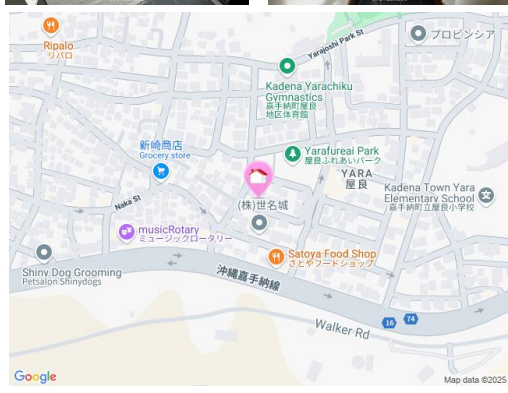 Ripalo
リパロ
Yarajoshi Park St
プロビンシア
Kadena Yarachiku
Gymnastics
嘉手納町屋良
地区体育館
新崎商店
Grocery store
Yarafureai Park
屋良ふれあいパーク
YARA
屋良
Kadena Town Yara
Elementary School
嘉手納町立屋良小学校
Naka St
(株)世名城
musicRotary
ミュージックロータリー
Satoya Food Shop
さとやフードショップ
Shiny Dog Grooming
Petsalon Shinydogs
沖縄嘉手納線
16
74
Walker Rd
Google
Map data ©2025